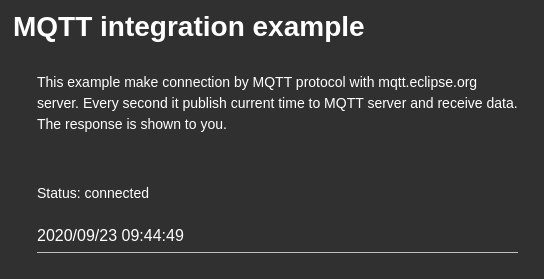 MQTT integration example
This example make connection by MQTT protocol with mqtt.eclipse.org
server. Every second it publish current time to MQTT server and receive data.
The response is shown to you.
Status: connected
2020/09/23 09:44:49